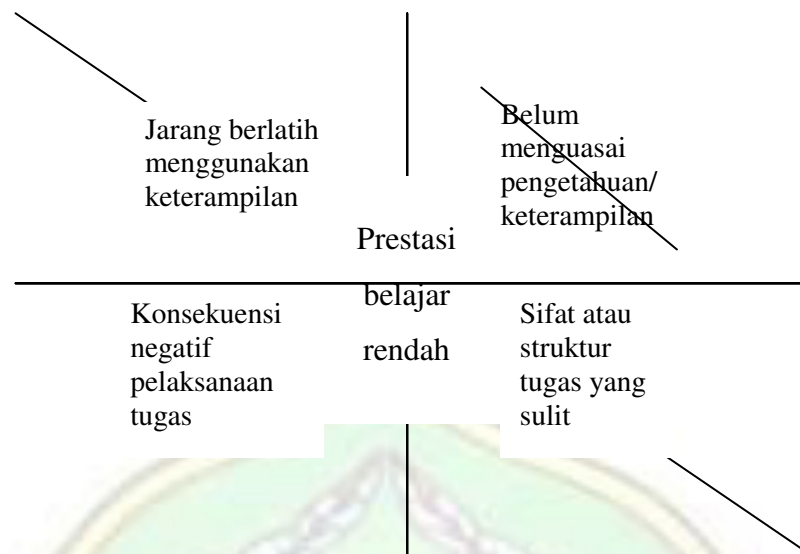 Jarang berlatih
menggunakan
keterampilan
Belum
menguasai
pengetahuan/
keterampilan
Prestasi
belajar
rendah
Konsekuensi
negatif
pelaksanaan
tugas
Sifat atau
struktur
tugas yang
sulit